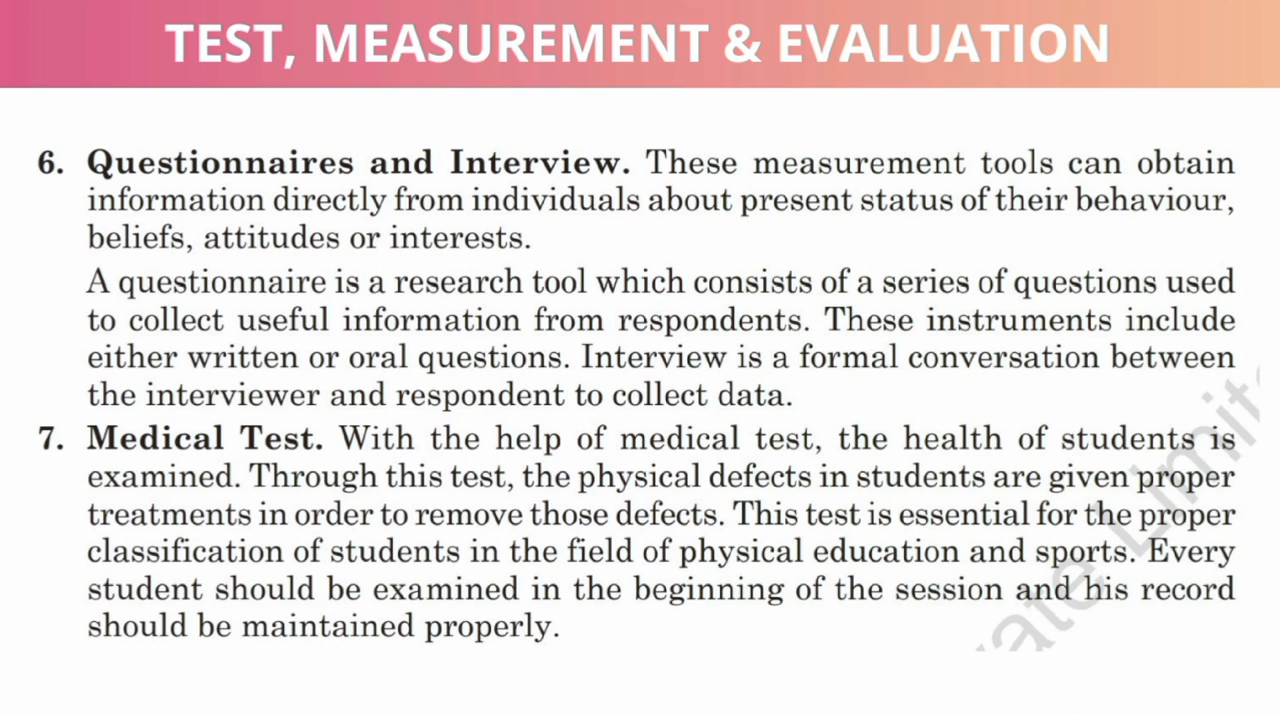 TEST, MEASUREMENT & EVALUATION
6. Questionnaires and Interview. These measurement tools can obtain
information directly from individuals about present status of their behaviour,
beliefs, attitudes or interests.
A questionnaire is a research tool which consists of a series of questions used
to collect useful information from respondents. These instruments include
either written or oral questions. Interview is a formal conversation between
the interviewer and respondent to collect data.
7. Medical Test. With the help of medical test, the health of students is
examined. Through this test, the physical defects in students are given proper
treatments in order to remove those defects. This test is essential for the proper
classification of students in the field of physical education and sports. Every
student should be examined in the beginning of the session and his record
should be maintained properly.